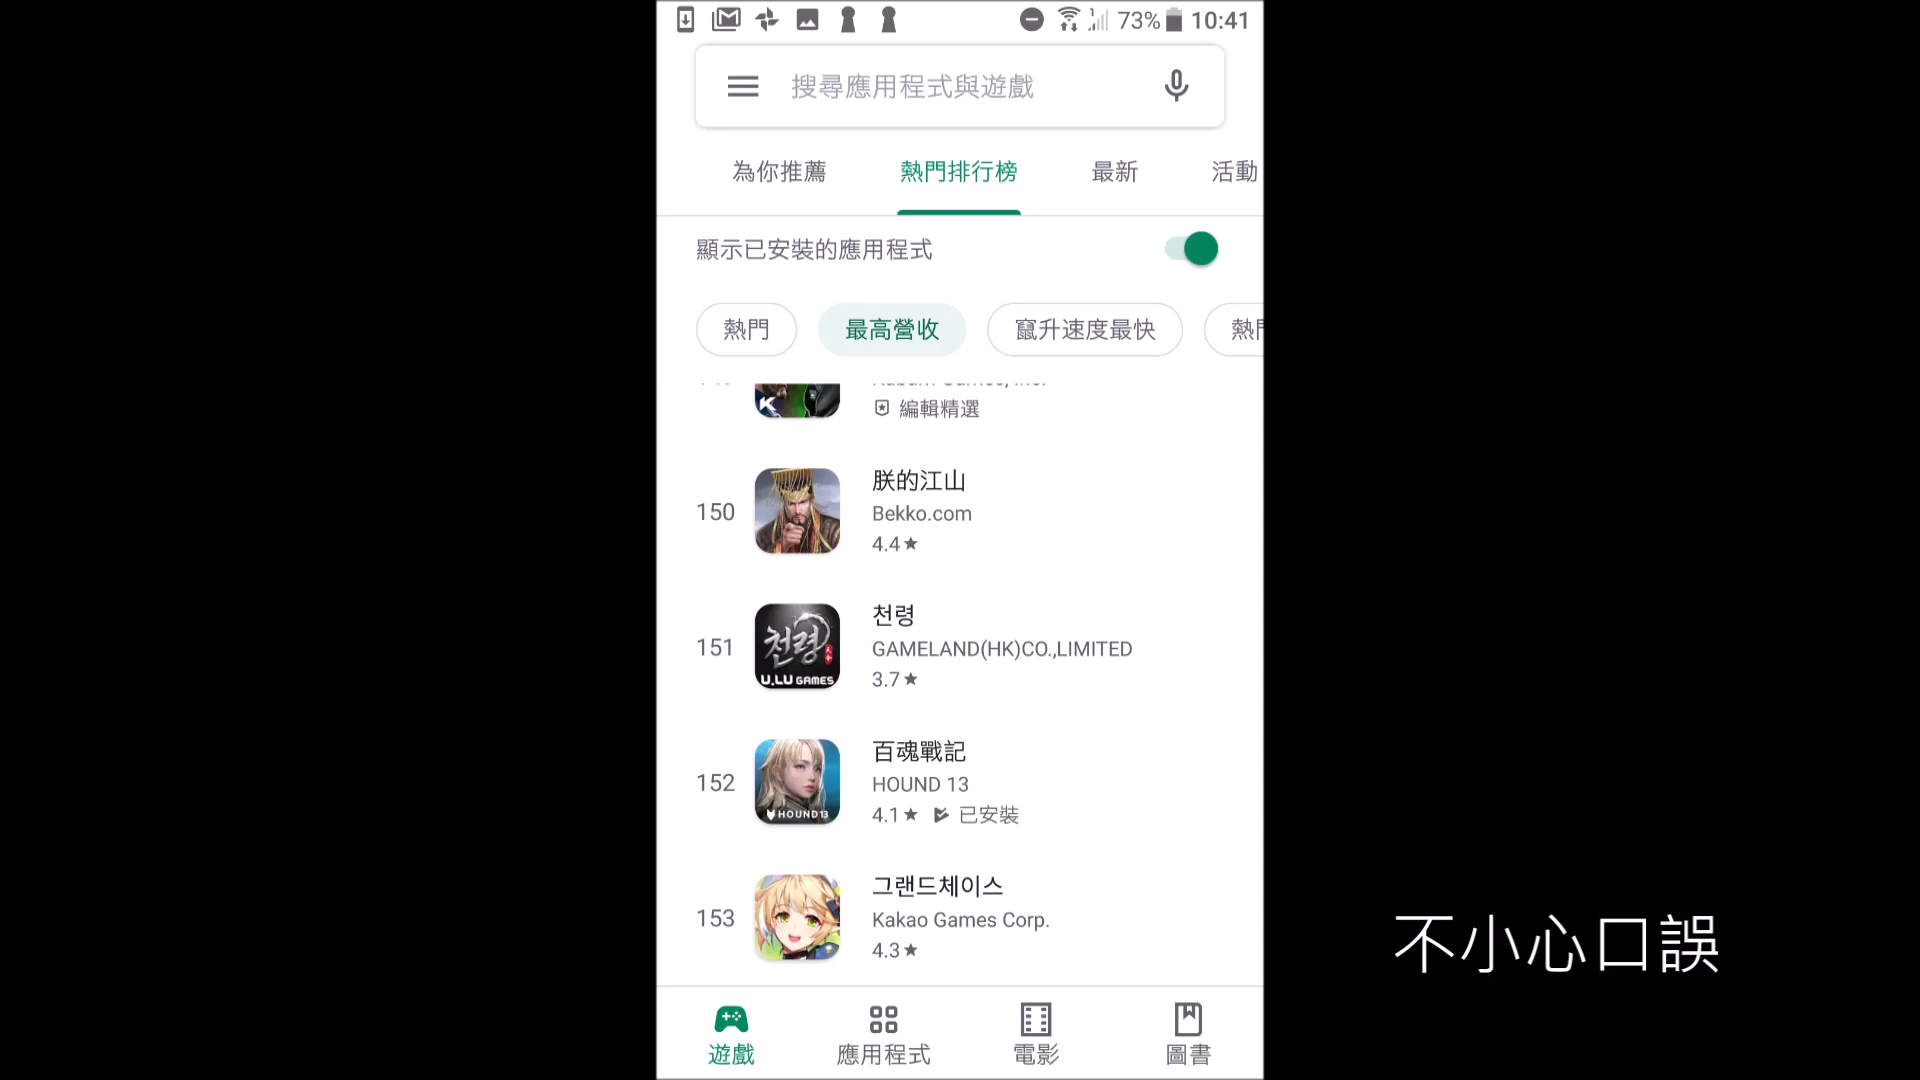 73% 10:41
搜尋應用程式與遊戲
為你推薦 熱門排行榜 最新 活動
顯示已安裝的應用程式
熱門 最高營收 竄升速度最快 熱門
K
編輯精選
150
朕的江山
Bekko.com
4.4★
151
천령
U.LU GAMES
천령
GAMELAND(HK)CO.,LIMITED
3.7★
152
HOUND13
百魂戰記
HOUND 13
4.1★ 已安裝
153
그랜드체이스
Kakao Games Corp.
4.3★
不小心口誤
遊戲 應用程式 電影 圖書